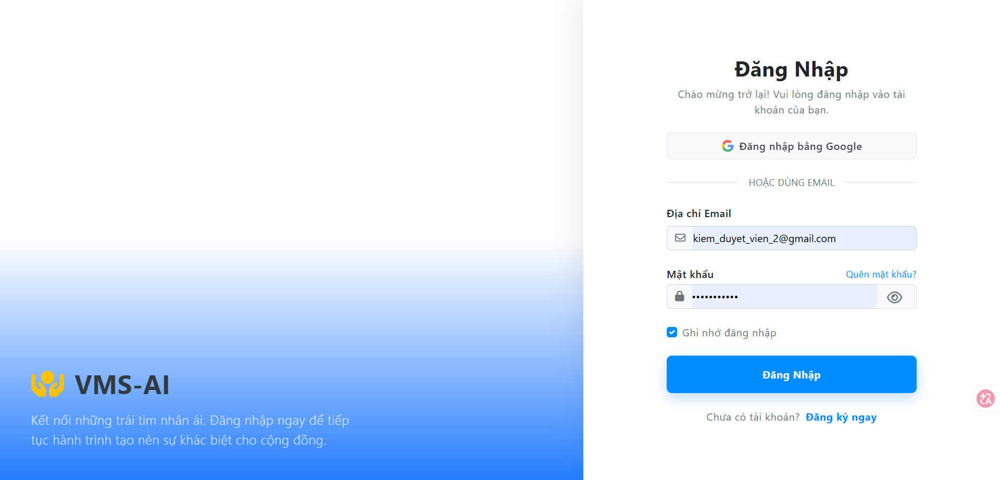 VMS-AI
Kết nối những trái tim nhân ái. Đăng nhập ngay để tiếp
tục hành trình tạo nên sự khác biệt cho cộng đồng.
Đăng Nhập
Chào mừng trở lại! Vui lòng đăng nhập vào tài
khoản của bạn.
Đăng nhập bằng Google
HOẶC DÙNG EMAIL
Địa chỉ Email
kiem_duyet_vien_2@gmail.com
Mật khẩu
Quên mật khẩu?
•••••••••••
Ghi nhớ đăng nhập
Đăng Nhập
Chưa có tài khoản? Đăng ký ngay